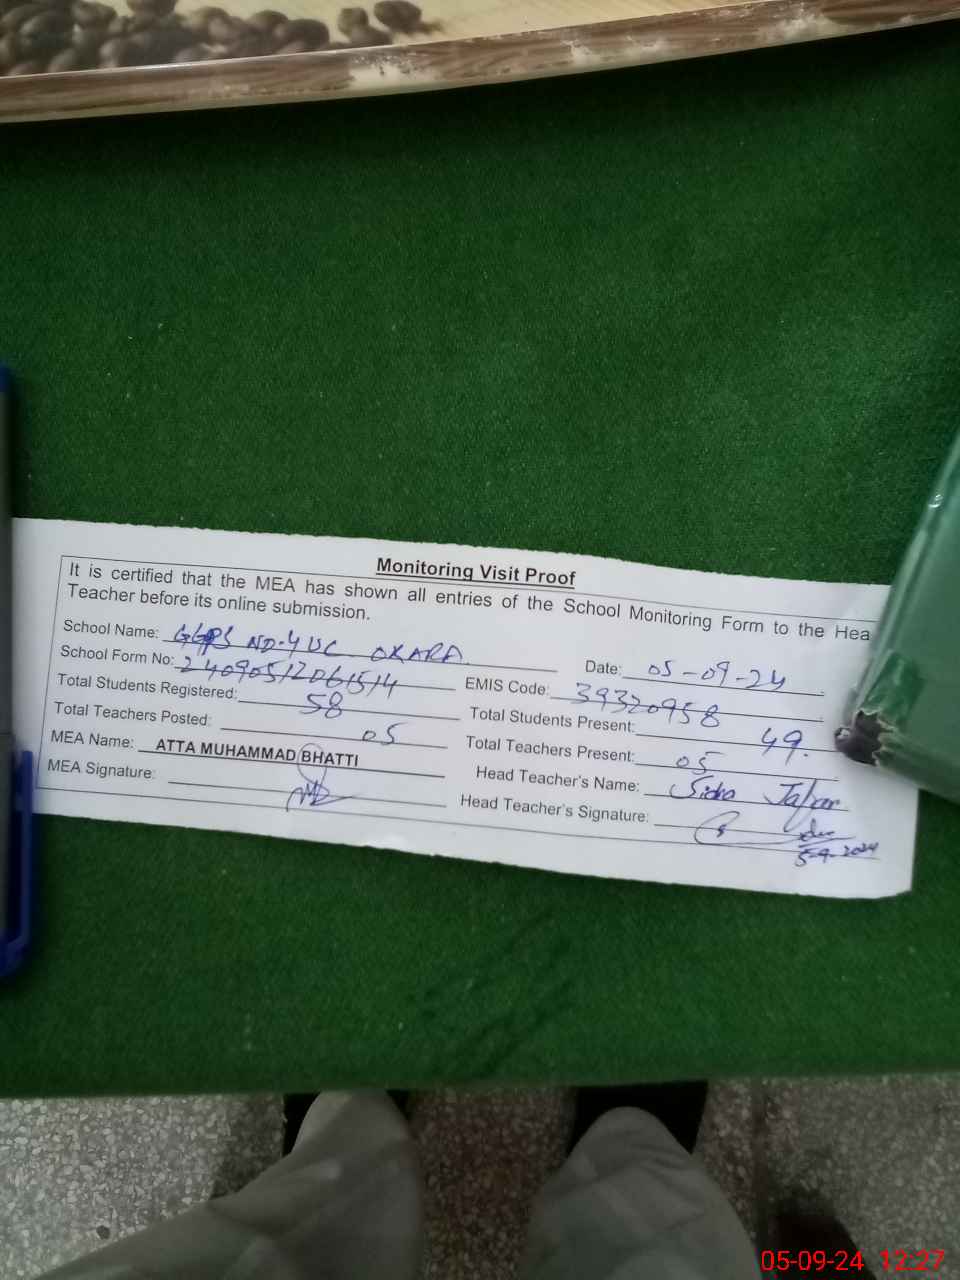 Monitoring Visit Proof
It is certified that the MEA has shown all entries of the School Monitoring Form to the Hea
Teacher before its online submission.
School Name: GGPS NO-4 UC OKARA Date: 05-09-24
School Form No: 24090512061514 EMIS Code: 39320958
Total Students Registered: 58 Total Students Present: 49.
Total Teachers Posted: 05 Total Teachers Present: 05
MEA Name: ATTA MUHAMMAD BHATTI Head Teacher's Name: Sidra Jafar
MEA Signature: Head Teacher's Signature:
5-9-2024
05-09-24 12:27